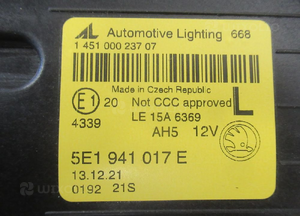 AL Automotive Lighting 668
1 451 000 237 07
Made in Czech Republic
E1 20 Not CCC approved L
4339 LE 15A 6369
AH5 12V
5E1 941 017 E
13.12.21
0192 21S